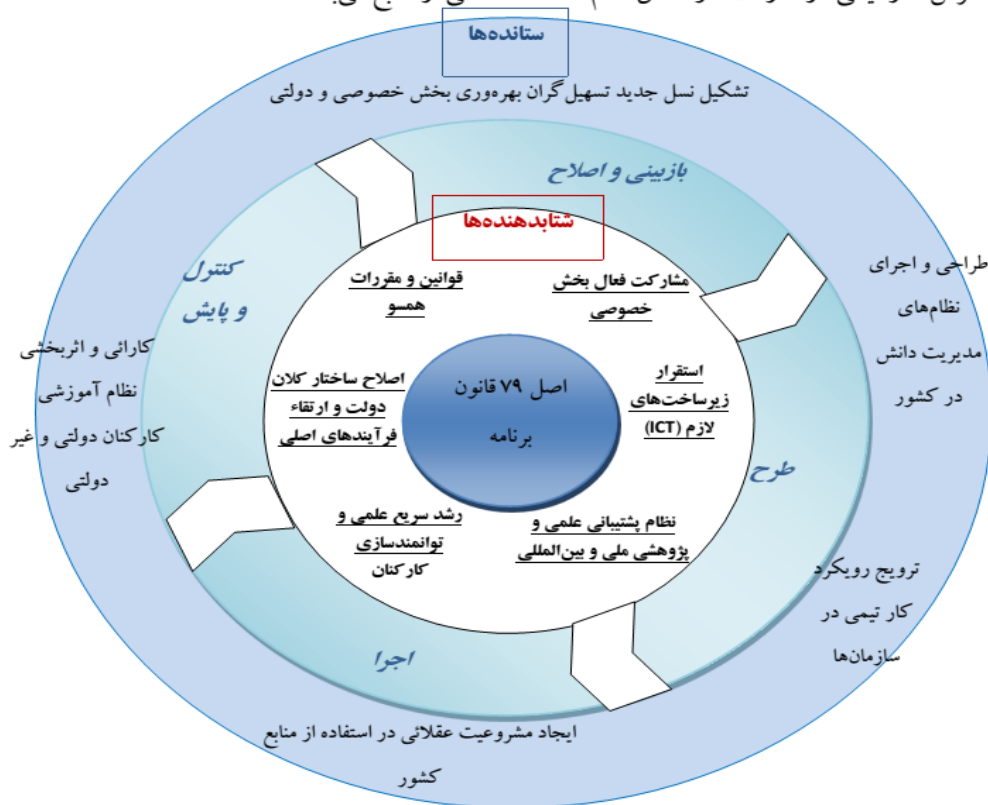 ستانده‌ها
تشکیل نسل جدید تسهیل‌گران بهره‌وری بخش خصوصی و دولتی
بازبینی و اصلاح
شتابدهنده‌ها
مشارکت فعال بخش
خصوصی
قوانین و مقررات
همسو
کنترل
و پایش
طراحی و اجرای
نظام‌های
مدیریت دانش
در کشور
کارائی و اثربخشی
نظام آموزشی
کارکنان دولتی و غیر
دولتی
استقرار
زیرساخت‌های
لازم (ICT)
اصل ۷۹ قانون
برنامه
اصلاح ساختار کلان
دولت و ارتقاء
فرآیندهای اصلی
طرح
نظام پشتیبانی علمی و
پژوهشی ملی و بین‌المللی
رشد سریع علمی و
توانمندسازی
کارکنان
ترویج رویکرد
کار تیمی در
سازمان‌ها
اجرا
ایجاد مشروعیت عقلائی در استفاده از منابع
کشور